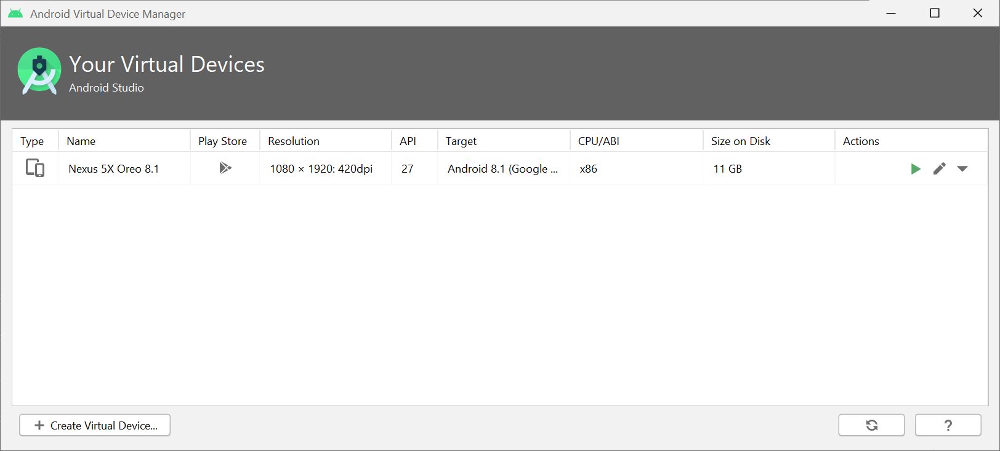 Android Virtual Device Manager
Your Virtual Devices
Android Studio
Type Name Play Store Resolution API Target CPU/ABI Size on Disk Actions
Nexus 5X Oreo 8.1 1080 × 1920: 420dpi 27 Android 8.1 (Google ... x86 11 GB
+ Create Virtual Device... ?